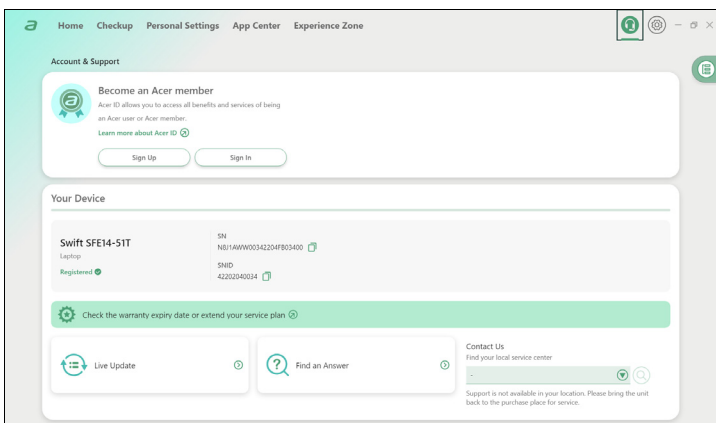 a Home Checkup Personal Settings App Center Experience Zone
Account & Support
Become an Acer member
Acer ID allows you to access all benefits and services of being
an Acer user or Acer member.
Learn more about Acer ID
Sign Up Sign In
Your Device
Swift SFE14-51T
Laptop
Registered
SN
N8J1AWW00342204FB03400
SNID
42202040034
Check the warranty expiry date or extend your service plan
Live Update
Find an Answer
Contact Us
Find your local service center
-
Support is not available in your location. Please bring the unit
back to the purchase place for service.